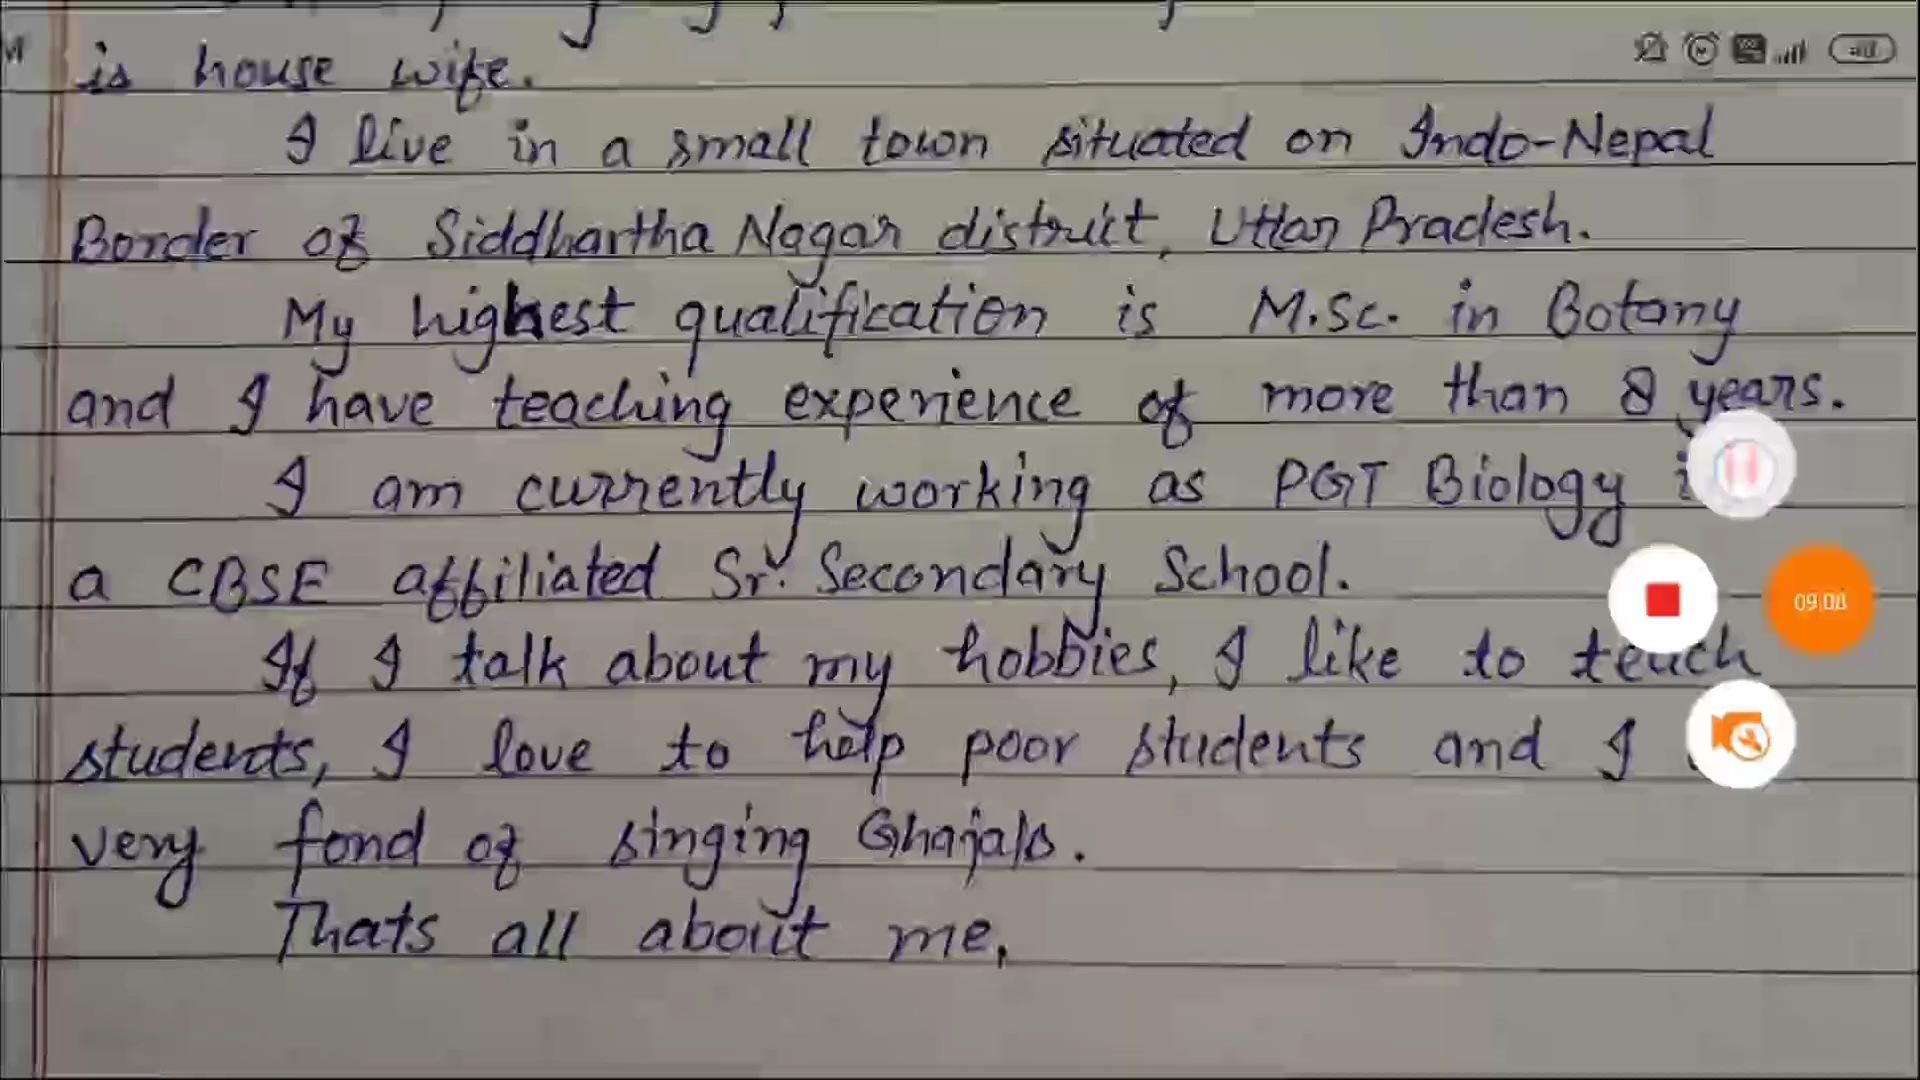 is house wife.
I live in a small town situated on Indo-Nepal
Border of Siddhartha Nagar district, Uttar Pradesh.
My highest qualification is M.Sc. in Botany
and I have teaching experience of more than 8 years.
I am currently working as PGT Biology
a CBSE affiliated Sr. Secondary School.
09:08
If I talk about my hobbies, I like to teach
students, I love to help poor students and I
very fond of singing Ghajals.
Thats all about me.